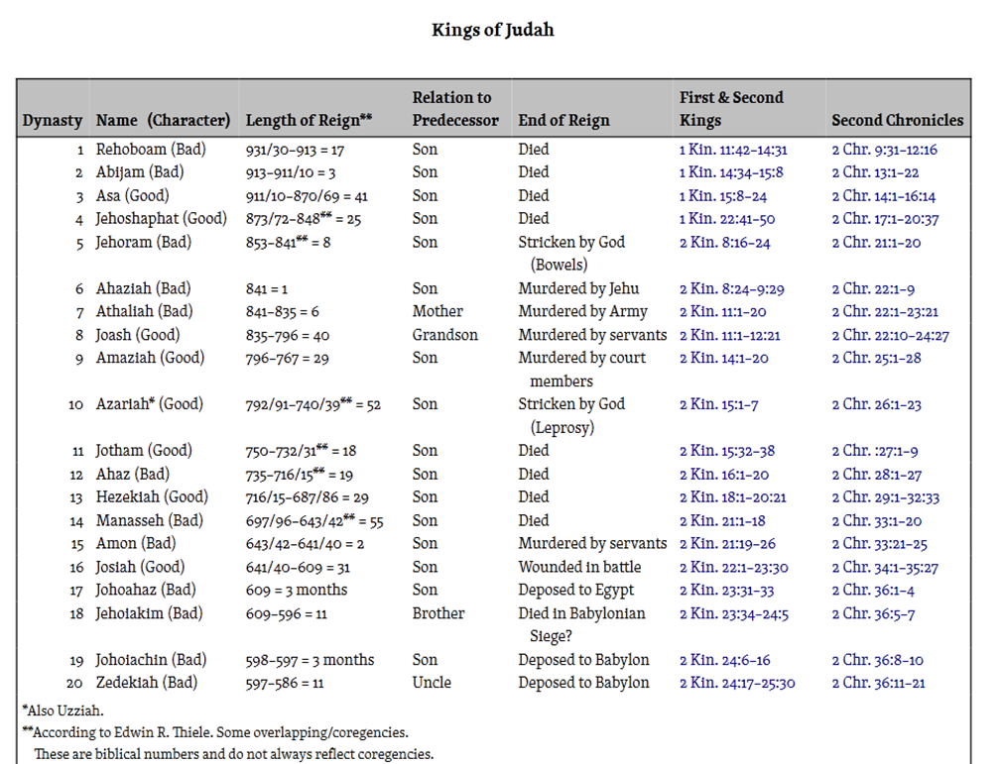 Kings of Judah
Relation to First & Second
Dynasty Name (Character) Length of Reign** Predecessor End of Reign Kings Second Chronicles
1 Rehoboam (Bad) 931/30–913 = 17 Son Died 1 Kin. 11:42–14:31 2 Chr. 9:31–12:16
2 Abijam (Bad) 913–911/10 = 3 Son Died 1 Kin. 14:34–15:8 2 Chr. 13:1–22
3 Asa (Good) 911/10–870/69 = 41 Son Died 1 Kin. 15:8–24 2 Chr. 14:1–16:14
4 Jehoshaphat (Good) 873/72–848** = 25 Son Died 1 Kin. 22:41–50 2 Chr. 17:1–20:37
5 Jehoram (Bad) 853–841** = 8 Son Stricken by God 2 Kin. 8:16–24 2 Chr. 21:1–20
(Bowels)
6 Ahaziah (Bad) 841 = 1 Son Murdered by Jehu 2 Kin. 8:24–9:29 2 Chr. 22:1–9
7 Athaliah (Bad) 841–835 = 6 Mother Murdered by Army 2 Kin. 11:1–20 2 Chr. 22:1–23:21
8 Joash (Good) 835–796 = 40 Grandson Murdered by servants 2 Kin. 11:1–12:21 2 Chr. 22:10–24:27
9 Amaziah (Good) 796–767 = 29 Son Murdered by court 2 Kin. 14:1–20 2 Chr. 25:1–28
members
10 Azariah* (Good) 792/91–740/39** = 52 Son Stricken by God 2 Kin. 15:1–7 2 Chr. 26:1–23
(Leprosy)
11 Jotham (Good) 750–732/31** = 18 Son Died 2 Kin. 15:32–38 2 Chr. :27:1–9
12 Ahaz (Bad) 735–716/15** = 19 Son Died 2 Kin. 16:1–20 2 Chr. 28:1–27
13 Hezekiah (Good) 716/15–687/86 = 29 Son Died 2 Kin. 18:1–20:21 2 Chr. 29:1–32:33
14 Manasseh (Bad) 697/96–643/42** = 55 Son Died 2 Kin. 21:1–18 2 Chr. 33:1–20
15 Amon (Bad) 643/42–641/40 = 2 Son Murdered by servants 2 Kin. 21:19–26 2 Chr. 33:21–25
16 Josiah (Good) 641/40–609 = 31 Son Wounded in battle 2 Kin. 22:1–23:30 2 Chr. 34:1–35:27
17 Johoahaz (Bad) 609 = 3 months Son Deposed to Egypt 2 Kin. 23:31–33 2 Chr. 36:1–4
18 Jehoiakim (Bad) 609–596 = 11 Brother Died in Babylonian 2 Kin. 23:34–24:5 2 Chr. 36:5–7
Siege?
19 Johoiachin (Bad) 598–597 = 3 months Son Deposed to Babylon 2 Kin. 24:6–16 2 Chr. 36:8–10
20 Zedekiah (Bad) 597–586 = 11 Uncle Deposed to Babylon 2 Kin. 24:17–25:30 2 Chr. 36:11–21
*Also Uzziah.
**According to Edwin R. Thiele. Some overlapping/coregencies.
These are biblical numbers and do not always reflect coregencies.